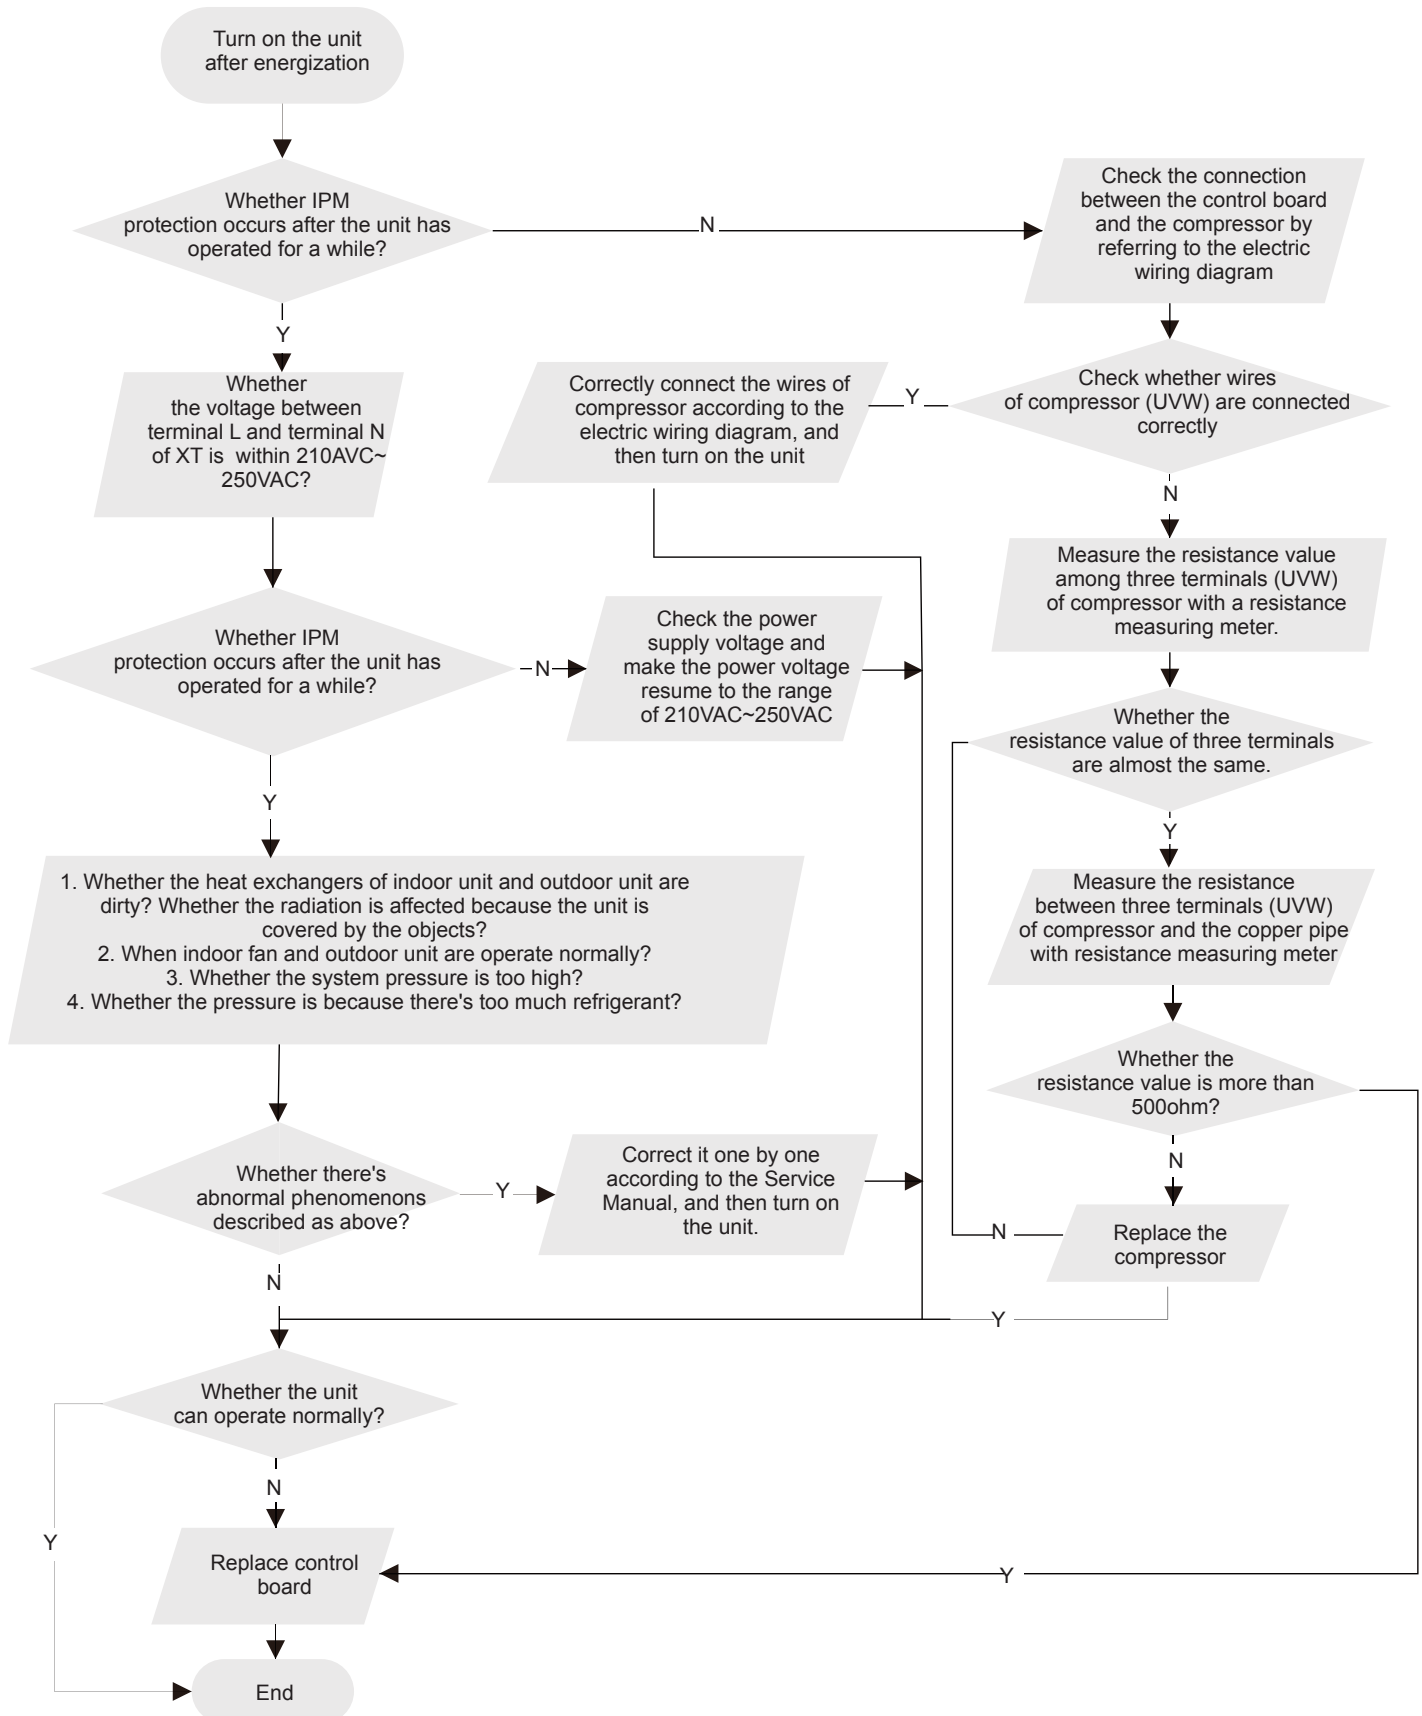 Turn on the unit
after energization
Whether IPM
protection occurs after the unit has
operated for a while?
N
Check the connection
between the control board
and the compressor by
referring to the electric
wiring diagram
Y
Whether
the voltage between
terminal L and terminal N
of XT is within 210AVC~
250VAC?
Correctly connect the wires of
compressor according to the
electric wiring diagram, and
then turn on the unit
Y
Check whether wires
of compressor (UVW) are connected
correctly
N
Measure the resistance value
among three terminals (UVW)
of compressor with a resistance
measuring meter.
Whether IPM
protection occurs after the unit has
operated for a while?
N
Check the power
supply voltage and
make the power voltage
resume to the range
of 210VAC~250VAC
Whether the
resistance value of three terminals
are almost the same.
Y
Y
1. Whether the heat exchangers of indoor unit and outdoor unit are
dirty? Whether the radiation is affected because the unit is
covered by the objects?
2. When indoor fan and outdoor unit are operate normally?
3. Whether the system pressure is too high?
4. Whether the pressure is because there's too much refrigerant?
Measure the resistance
between three terminals (UVW)
of compressor and the copper pipe
with resistance measuring meter
Whether the
resistance value is more than
500ohm?
N
Whether there's
abnormal phenomenons
described as above?
Y
Correct it one by one
according to the Service
Manual, and then turn on
the unit.
N
Replace the
compressor
N
Y
Whether the unit
can operate normally?
N
Y
Replace control
board
Y
End